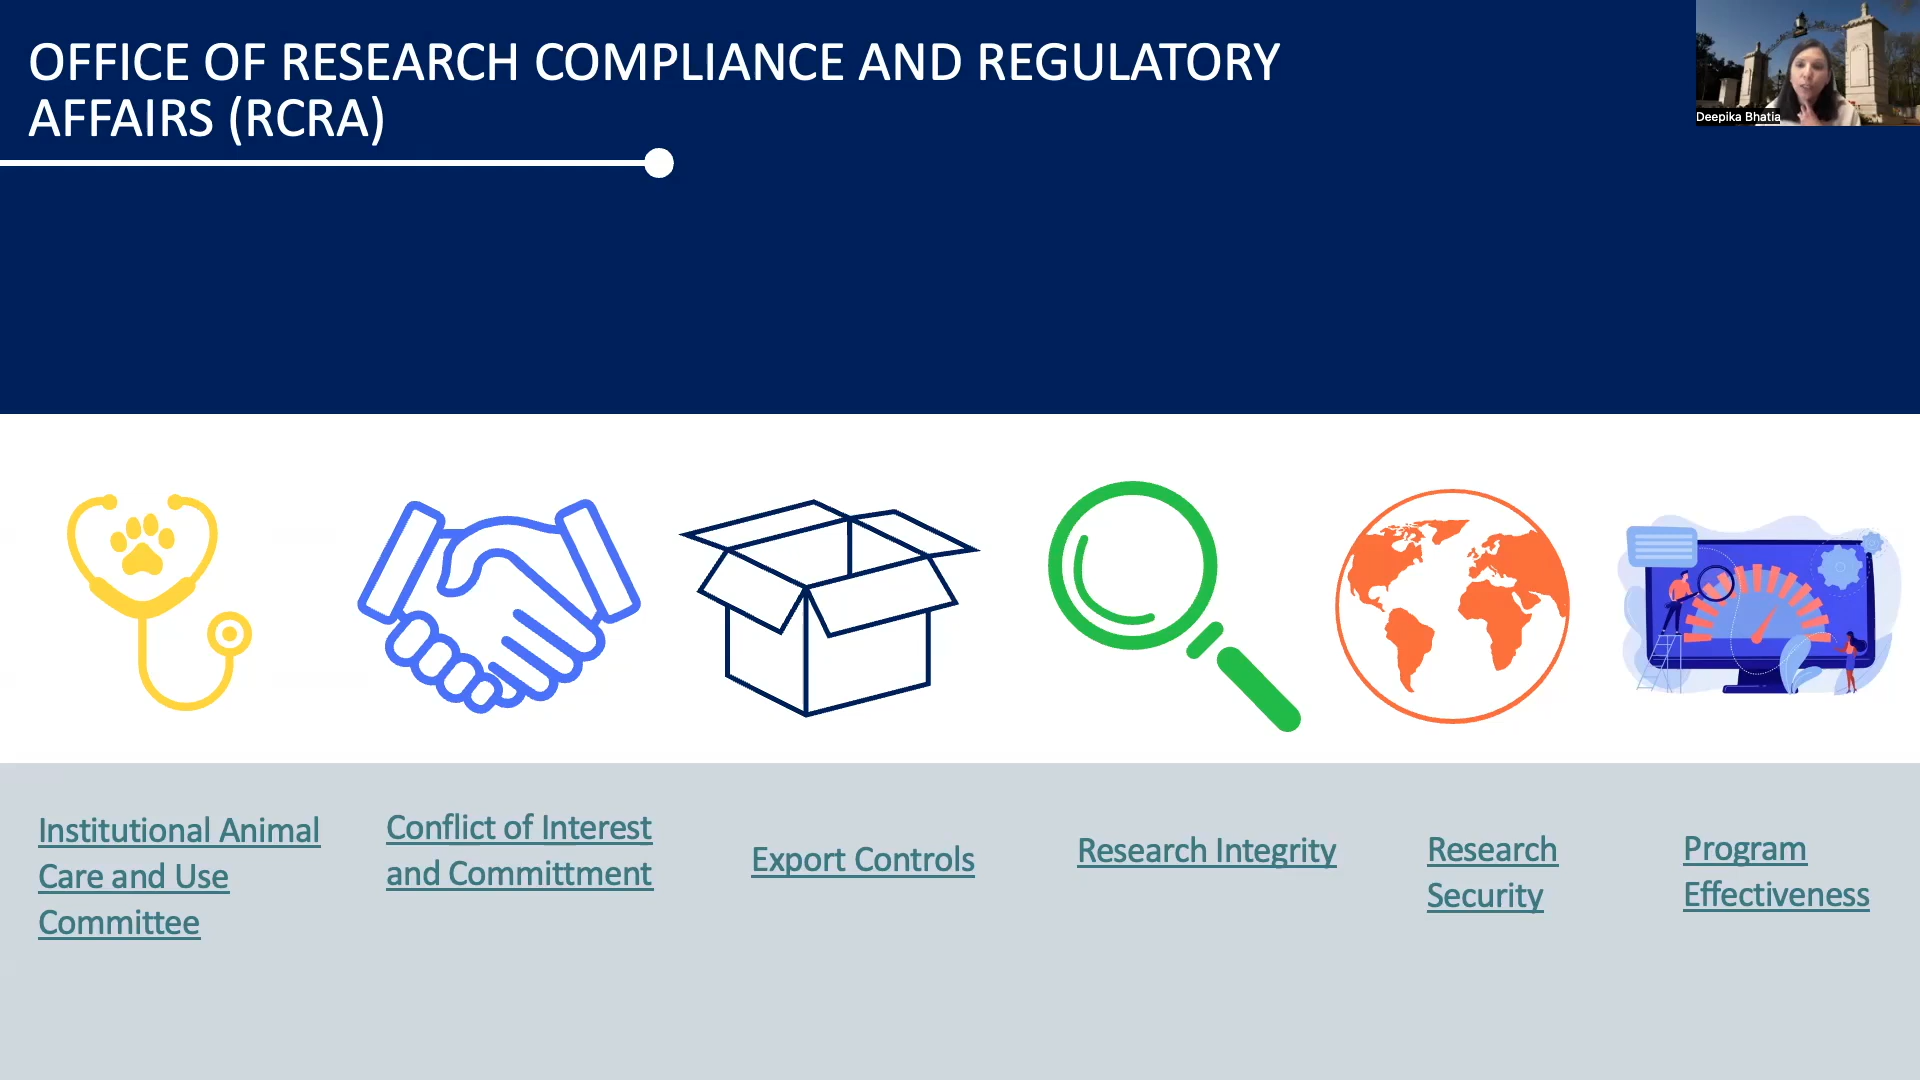 OFFICE OF RESEARCH COMPLIANCE AND REGULATORY
AFFAIRS (RCRA)
Deepika Bhatia
Institutional Animal
Care and Use
Committee
Conflict of Interest
and Committment
Export Controls
Research Integrity
Research
Security
Program
Effectiveness